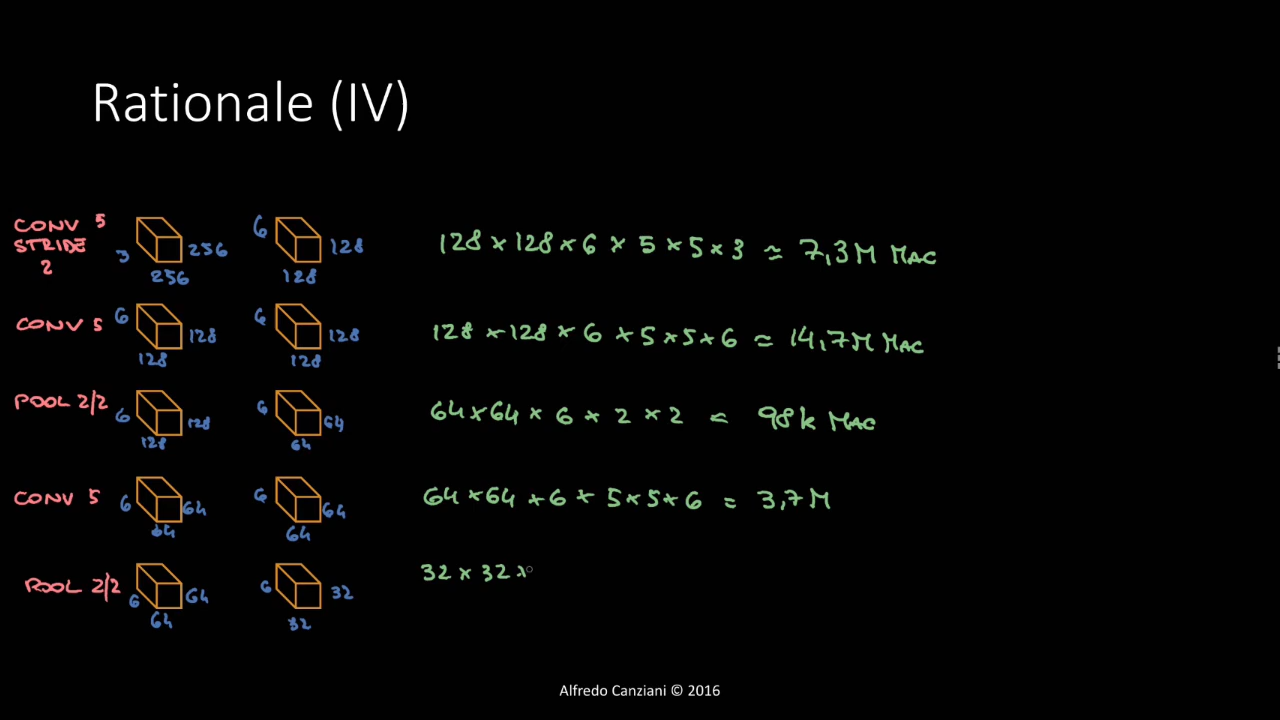 Rationale (IV)
CONV 5
STRIDE
2
3
256
256
6
128
128
128 × 128 × 6 × 5 × 5 × 3 ≃ 7,3M MAC
CONV 5
6
128
128
6
128
128
128 × 128 × 6 × 5 × 5 × 6 ≃ 14,7M MAC
POOL 2/2
6
128
128
6
64
64
64 × 64 × 6 × 2 × 2 = 98k MAC
CONV 5
6
64
64
6
64
64
64 × 64 × 6 × 5 × 5 × 6 = 3,7M
POOL 2/2
6
64
64
6
32
32
32 × 32 ×
Alfredo Canziani © 2016